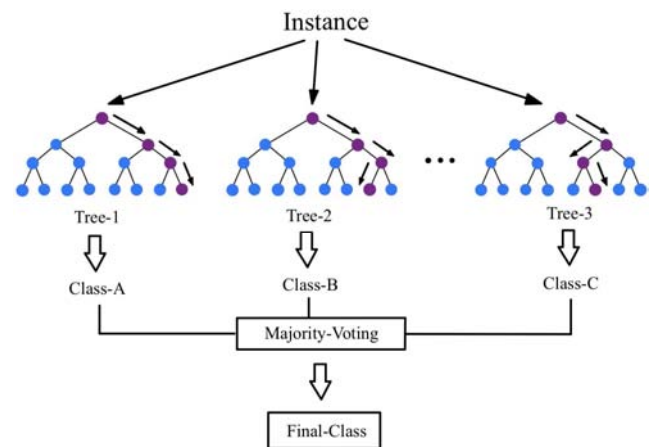 Instance
Tree-1
Tree-2
Tree-3
Class-A
Class-B
Class-C
Majority-Voting
Final-Class